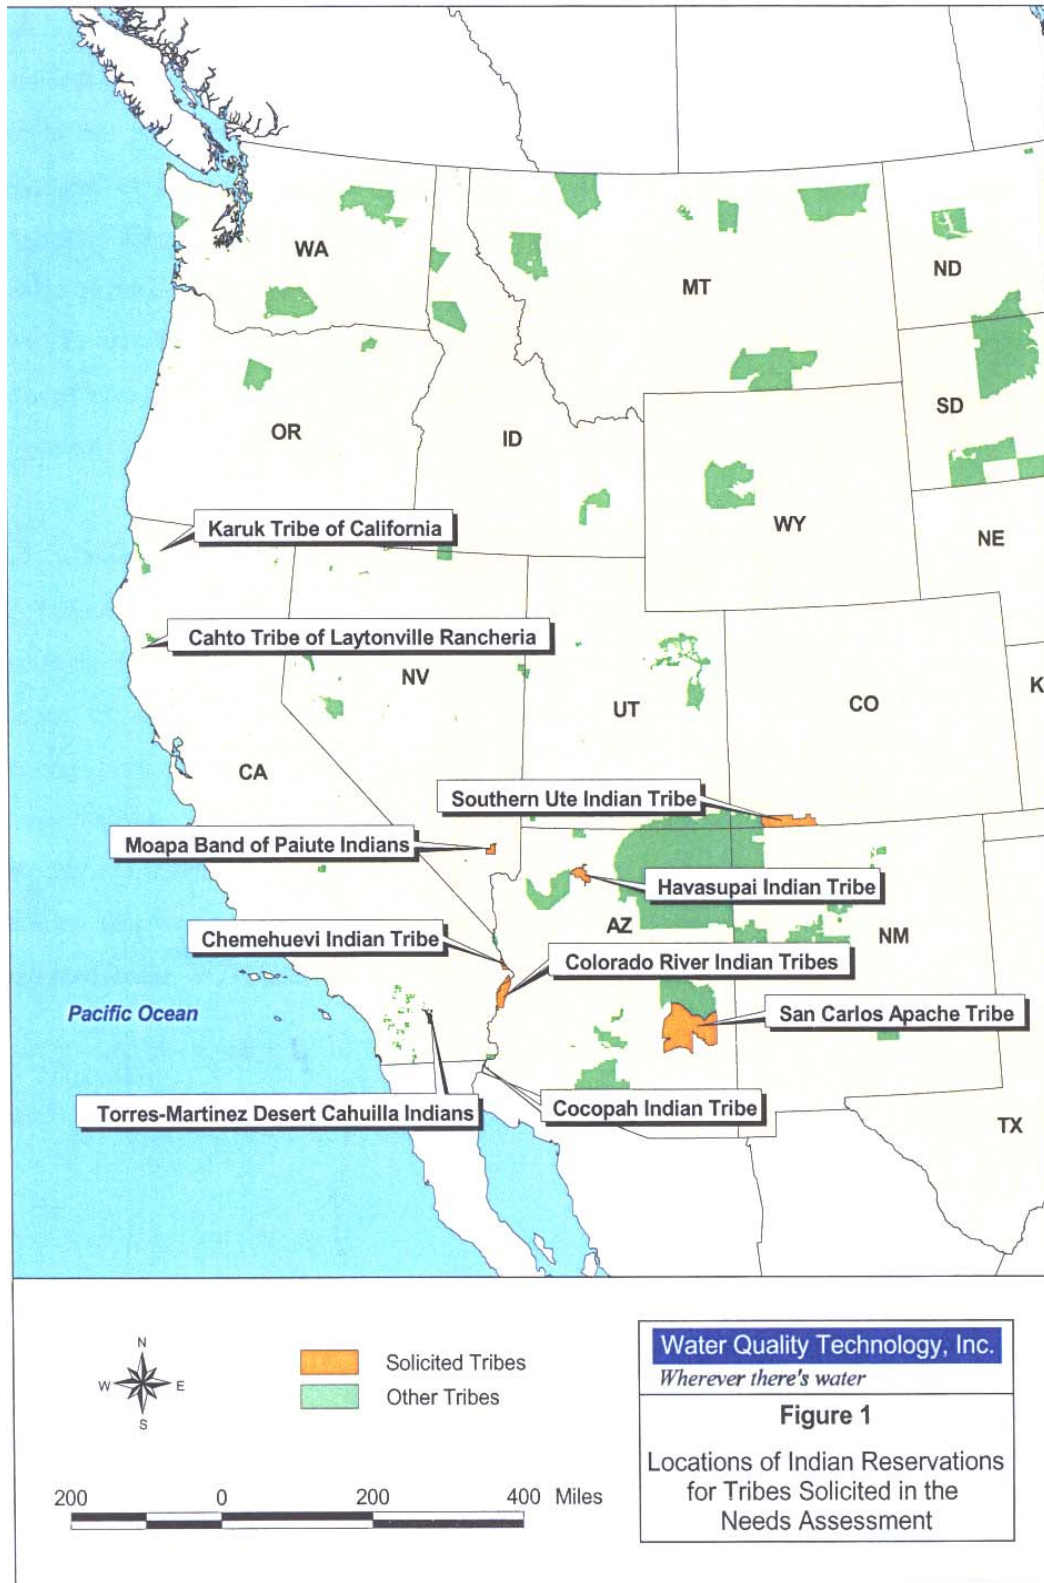 WA
MT
ND
OR
ID
SD
WY
NE
Karuk Tribe of California
Cahto Tribe of Laytonville Rancheria
NV
UT
CO
K
CA
Southern Ute Indian Tribe
Moapa Band of Paiute Indians
Havasupai Indian Tribe
AZ
NM
Chemehuevi Indian Tribe
Colorado River Indian Tribes
Pacific Ocean
San Carlos Apache Tribe
Torres-Martinez Desert Cahuilla Indians
Cocopah Indian Tribe
TX
N
W E
S
Solicited Tribes
Other Tribes
200 0 200 400 Miles
Water Quality Technology, Inc.
Wherever there's water
Figure 1
Locations of Indian Reservations
for Tribes Solicited in the
Needs Assessment